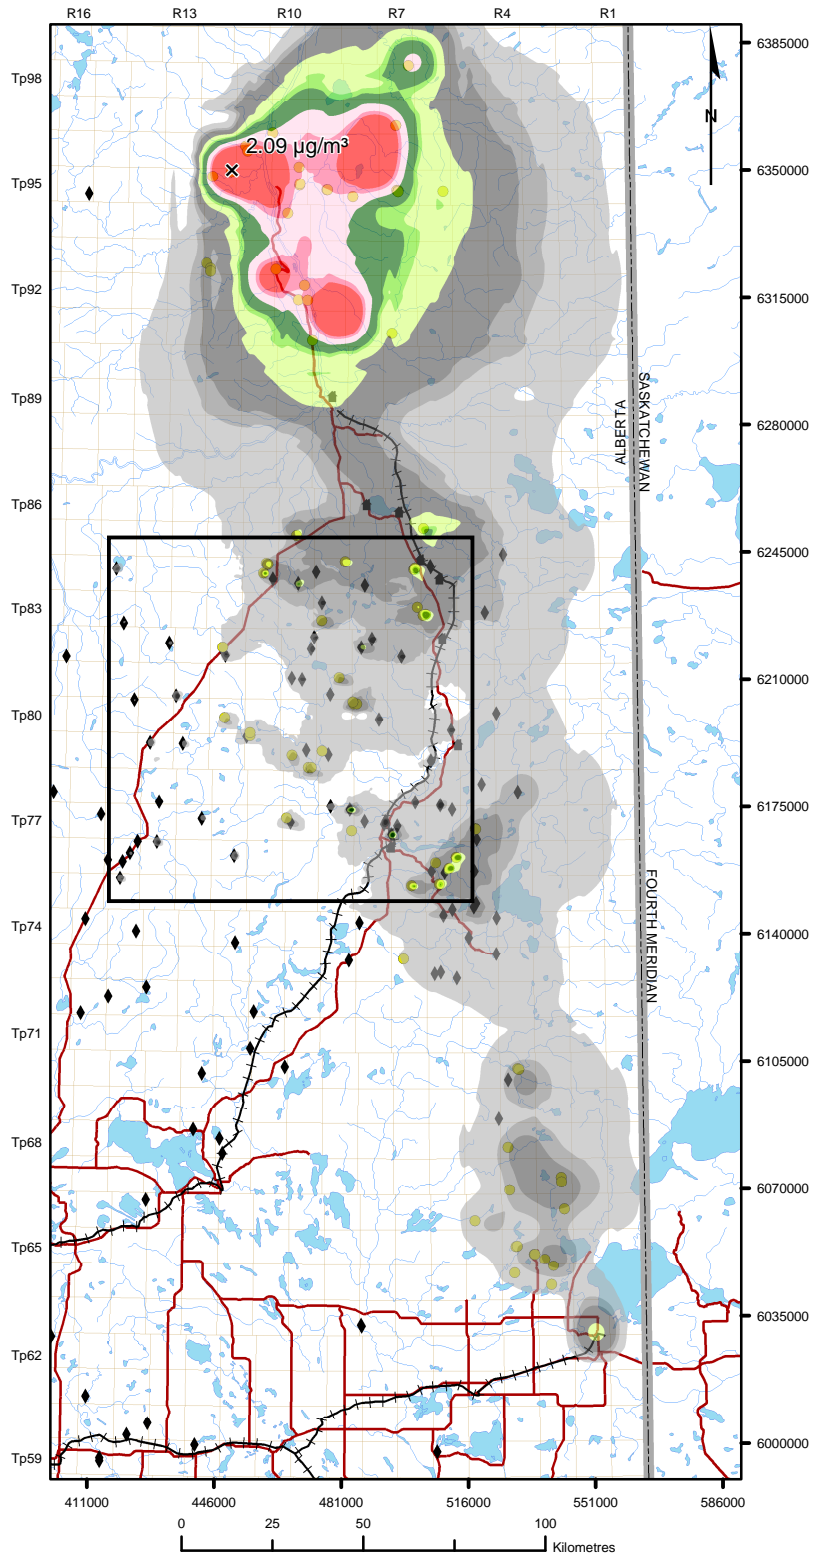 R16 R13 R10 R7 R4 R1
6385000
Tp98
N
2.09 µg/m³
6350000
Tp95
6315000
Tp92
Tp89
ALBERTA
SASKATCHEWAN
6280000
Tp86
6245000
Tp83
6210000
Tp80
6175000
Tp77
FOURTH MERIDIAN
Tp74
6140000
Tp71
6105000
Tp68
6070000
Tp65
6035000
Tp62
6000000
Tp59
411000 446000 481000 516000 551000 586000
0 25 50 100
Kilometres